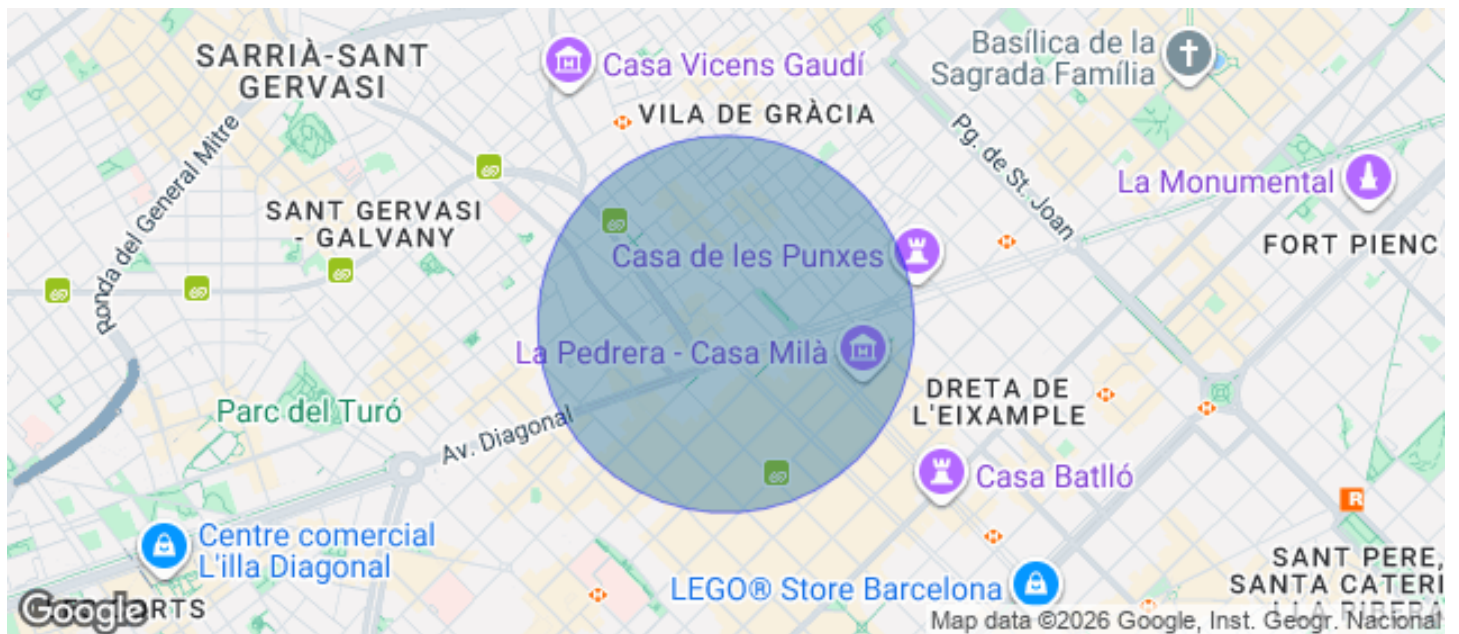 SARRIÀ-SANT
GERVASI
Casa Vicens Gaudí
Basílica de la
Sagrada Família
VILA DE GRÀCIA
Pg. de St. Joan
La Monumental
Ronda del General Mitre
SANT GERVASI
- GALVANY
Casa de les Punxes
FORT PIENC
La Pedrera - Casa Milà
DRETA DE
L'EIXAMPLE
Parc del Turó
Av. Diagonal
Casa Batlló
R
Centre comercial
L'illa Diagonal
SANT PERE,
SANTA CATERI
I LA RIBERA
LEGO® Store Barcelona
Google
ORTS
Map data ©2026 Google, Inst. Geogr. Nacional